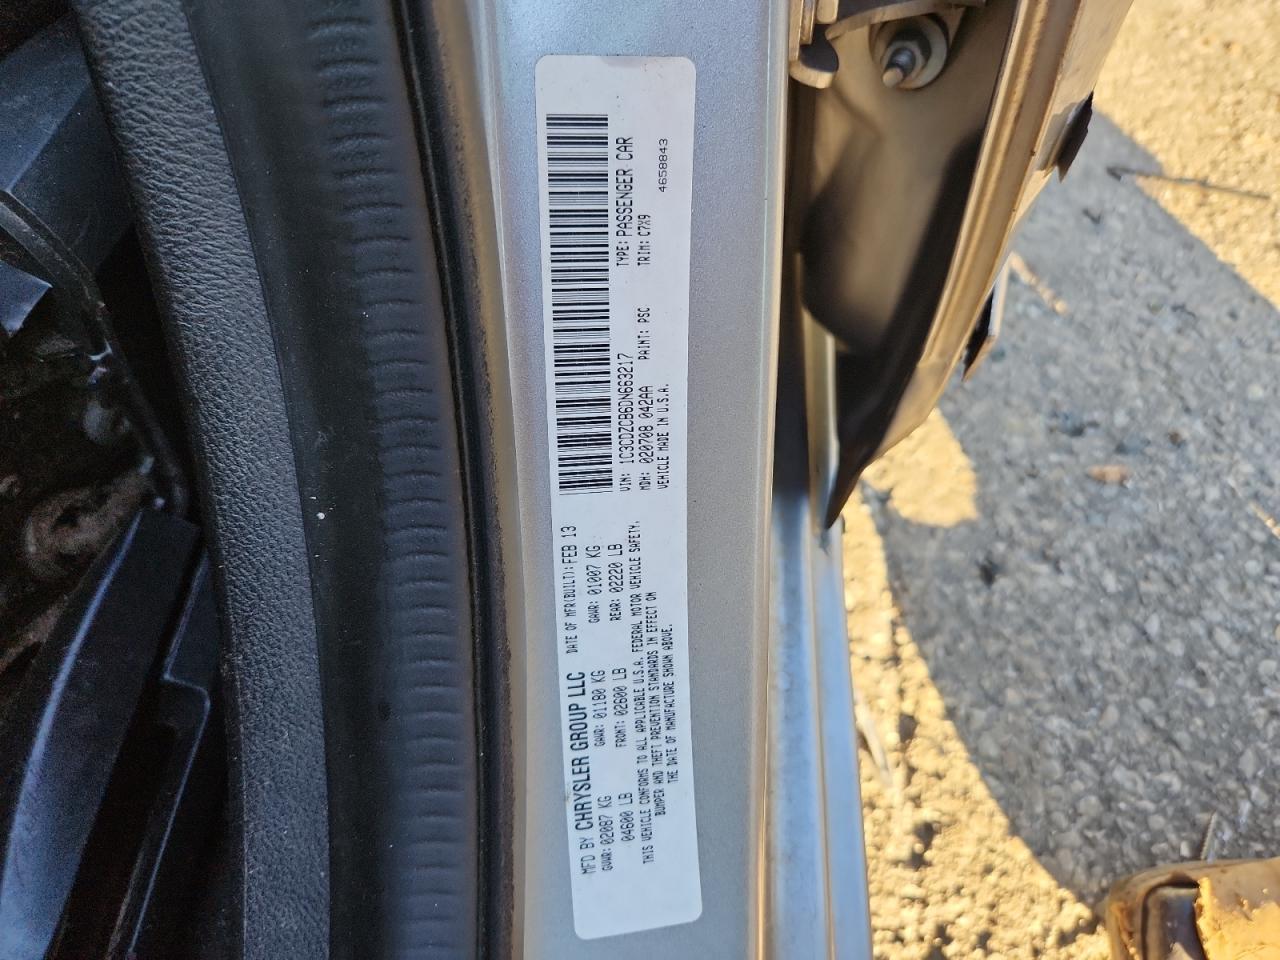 MFD BY CHRYSLER GROUP LLC DATE OF MFR(BUILT): FEB 13
GVWR: 02087 KG GAWR: 01180 KG GAWR: 01007 KG
04600 LB FRONT: 02600 LB REAR: 02220 LB
THIS VEHICLE CONFORMS TO ALL APPLICABLE U.S.A. FEDERAL MOTOR VEHICLE SAFETY,
BUMPER AND THEFT PREVENTION STANDARDS IN EFFECT ON
THE DATE OF MANUFACTURE SHOWN ABOVE.
VIN: 1C3CDZCB6DN663217 TYPE: PASSENGER CAR
MDH: 020708 042AA PAINT: PSC TRIM: C7X9
VEHICLE MADE IN U.S.A. 4658843